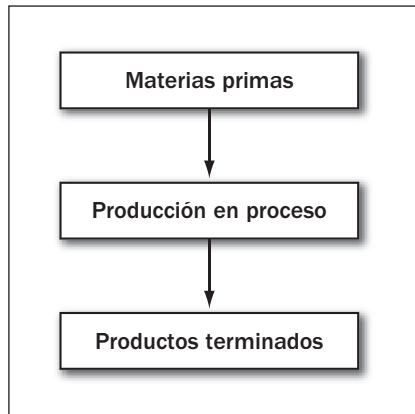 Materias primas
Producción en proceso
Productos terminados